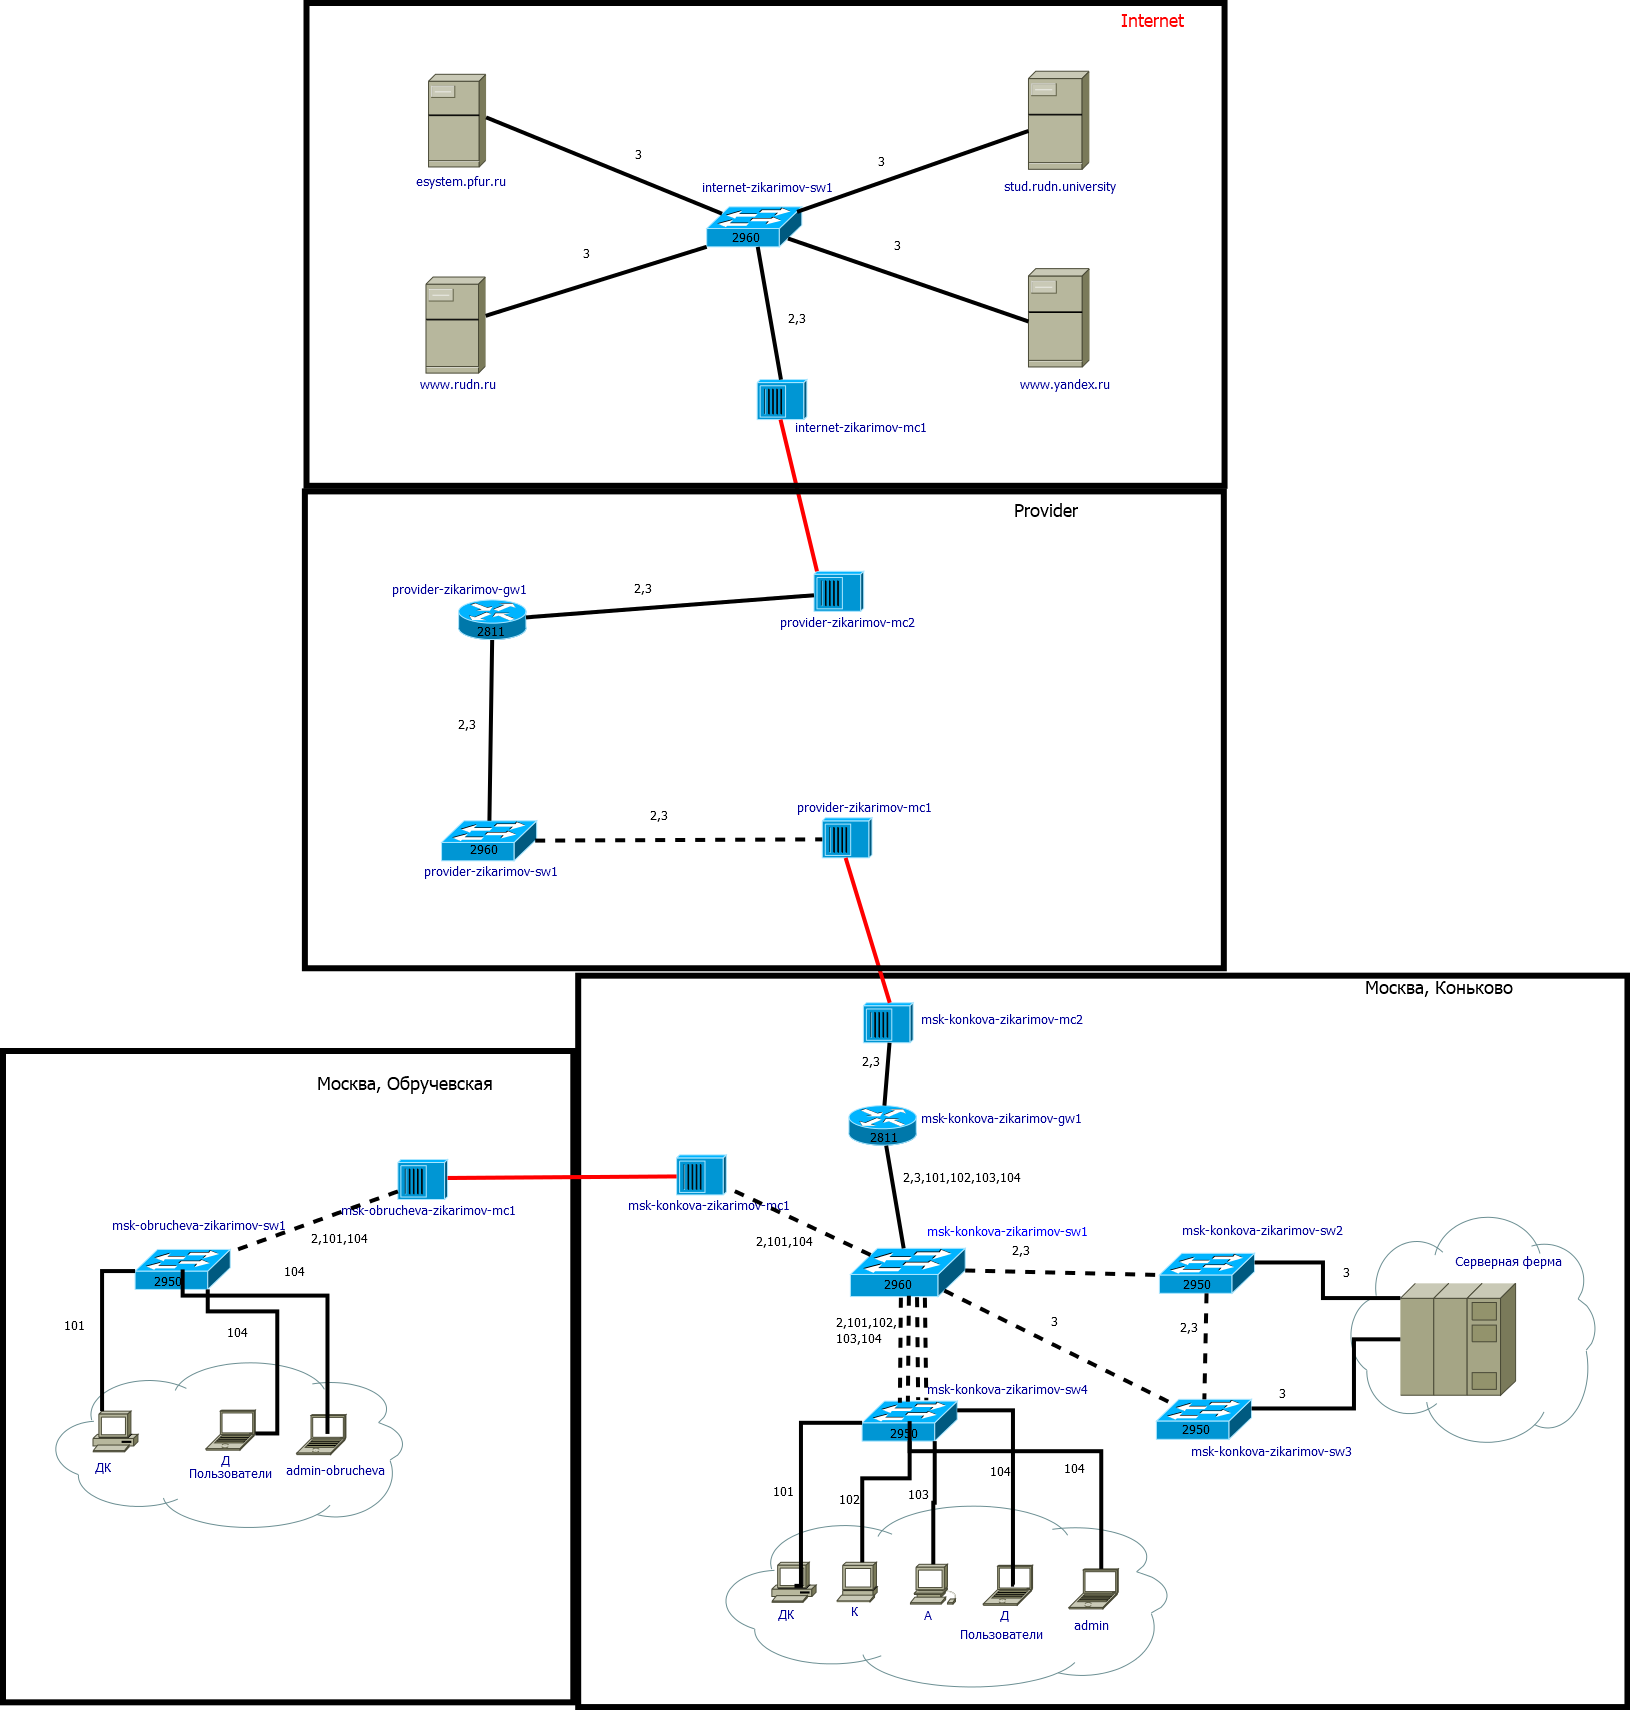 Internet
3
3
esystem.pfur.ru
internet-zikarimov-sw1
stud.rudn.university
2960
3
3
2,3
www.rudn.ru
www.yandex.ru
internet-zikarimov-mc1
Provider
provider-zikarimov-gw1
2,3
2811
provider-zikarimov-mc2
2,3
provider-zikarimov-mc1
2,3
2960
provider-zikarimov-sw1
Москва, Коньково
msk-konkova-zikarimov-mc2
2,3
msk-konkova-zikarimov-gw1
2811
2,3,101,102,103,104
msk-konkova-zikarimov-mc1
2,101,104
msk-konkova-zikarimov-sw1
2960
2,3
msk-konkova-zikarimov-sw2
2950
3
Серверная ферма
2,101,102,
103,104
3
2,3
msk-konkova-zikarimov-sw4
2950
3
2950
msk-konkova-zikarimov-sw3
101
102
103
104
104
ДК
К
А
Д
Пользователи
admin
Москва, Обручевская
msk-obrucheva-zikarimov-mc1
msk-obrucheva-zikarimov-sw1
2,101,104
2950
104
101
104
ДК
Д
Пользователи
admin-obrucheva